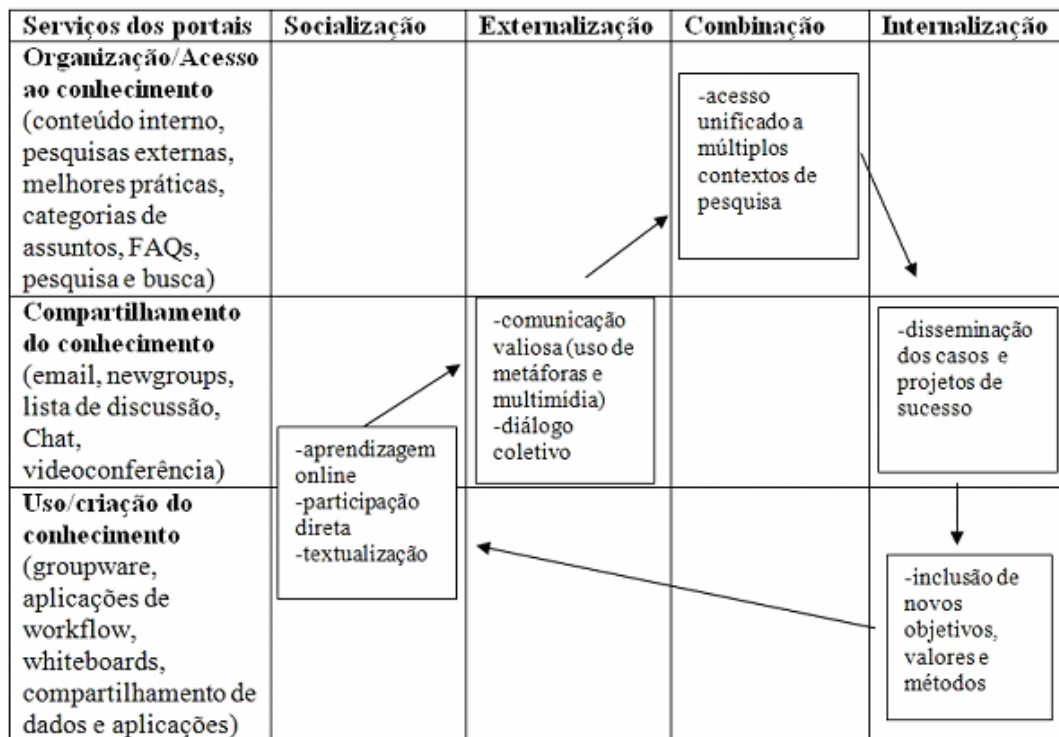 Serviços dos portais
Socialização
Externalização
Combinação
Internalização
Organização/Acesso
ao conhecimento
(conteúdo interno,
pesquisas externas,
melhores práticas,
categorias de
assuntos, FAQs,
pesquisa e busca)
-acesso
unificado a
múltiplos
contextos de
pesquisa
Compartilhamento
do conhecimento
(email, newgroups,
lista de discussão,
Chat,
videoconferência)
-aprendizagem
online
-participação
direta
-textualização
-comunicação
valiosa (uso de
metáforas e
multimídia)
-diálogo
coletivo
-disseminação
dos casos e
projetos de
sucesso
Uso/criação do
conhecimento
(groupware,
aplicações de
workflow,
whiteboards,
compartilhamento de
dados e aplicações)
-inclusão de
novos
objetivos,
valores e
métodos